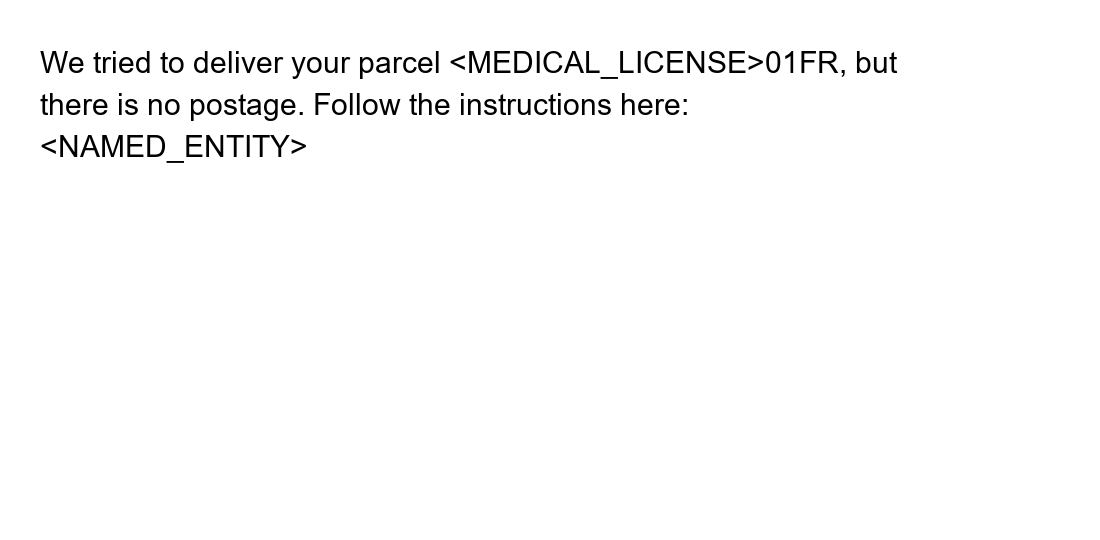 We tried to deliver your parcel <MEDICAL_LICENSE>01FR, but
there is no postage. Follow the instructions here:
<NAMED_ENTITY>